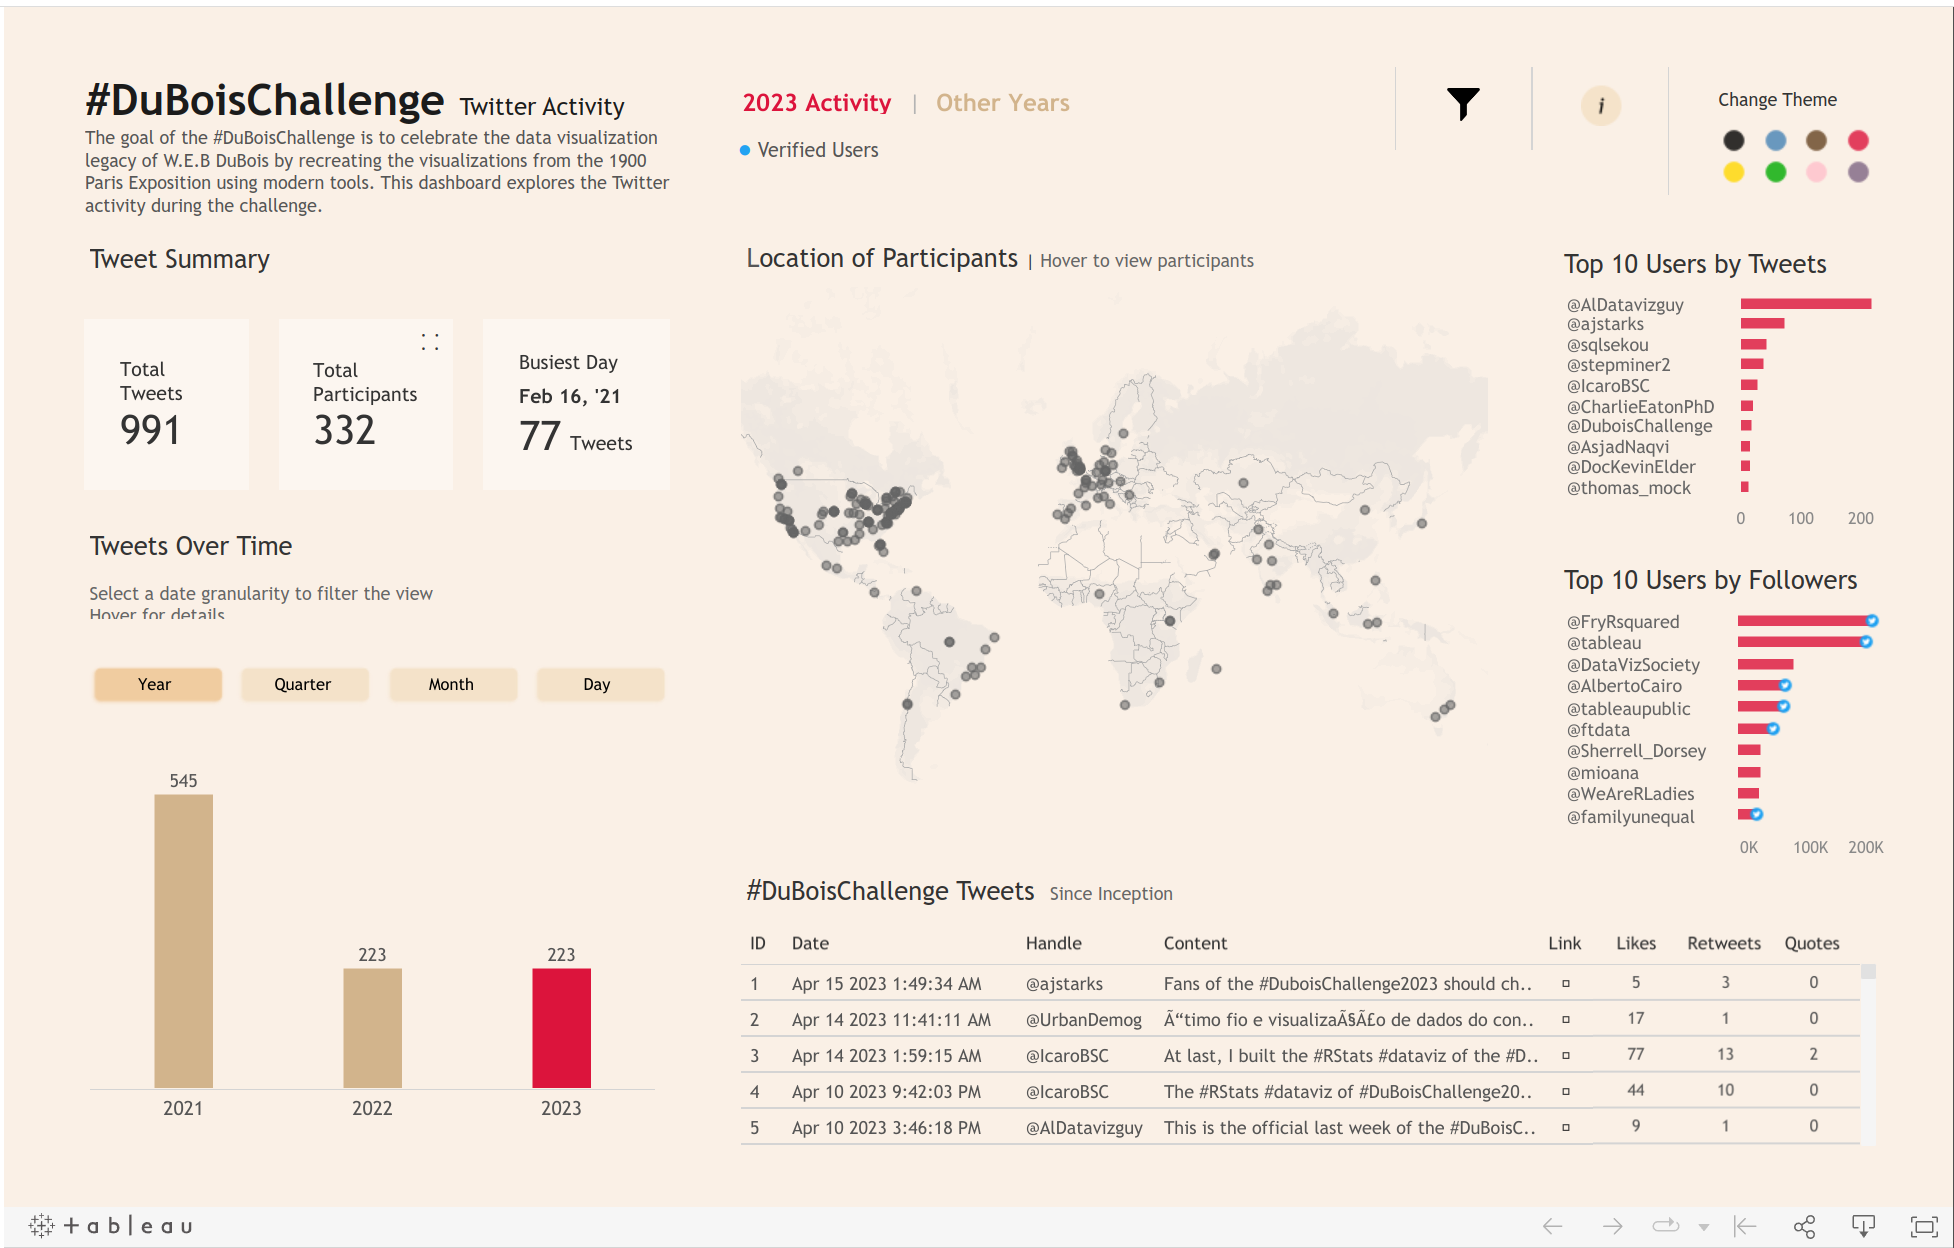 #DuBoisChallenge Twitter Activity
The goal of the #DuBoisChallenge is to celebrate the data visualization
legacy of W.E.B DuBois by recreating the visualizations from the 1900
Paris Exposition using modern tools. This dashboard explores the Twitter
activity during the challenge.
2023 Activity | Other Years
Verified Users
i
Change Theme
Tweet Summary
Total
Tweets
991
Total
Participants
332
Busiest Day
Feb 16, '21
77 Tweets
Tweets Over Time
Select a date granularity to filter the view
Hover for details
Year
Quarter
Month
Day
545
223
223
2021
2022
2023
Location of Participants | Hover to view participants
Top 10 Users by Tweets
@AlDatavizguy
@ajstarks
@sqlsekou
@stepminer2
@IcaroBSC
@CharlieEatonPhD
@DuboisChallenge
@AsjadNaqvi
@DocKevinElder
@thomas_mock
0 100 200
Top 10 Users by Followers
@FryRsquared
@tableau
@DataVizSociety
@AlbertoCairo
@tableaupublic
@ftdata
@Sherrell_Dorsey
@mioana
@WeAreRLadies
@familyunequal
0K 100K 200K
#DuBoisChallenge Tweets Since Inception
ID Date Handle Content Link Likes Retweets Quotes
1 Apr 15 2023 1:49:34 AM @ajstarks Fans of the #DuboisChallenge2023 should ch.. 5 3 0
2 Apr 14 2023 11:41:11 AM @UrbanDemog Ã“timo fio e visualizaÃ§Ã£o de dados do con.. 17 1 0
3 Apr 14 2023 1:59:15 AM @IcaroBSC At last, I built the #RStats #dataviz of the #D.. 77 13 2
4 Apr 10 2023 9:42:03 PM @IcaroBSC The #RStats #dataviz of #DuBoisChallenge20.. 44 10 0
5 Apr 10 2023 3:46:18 PM @AlDatavizguy This is the official last week of the #DuBoisC.. 9 1 0
+ableau